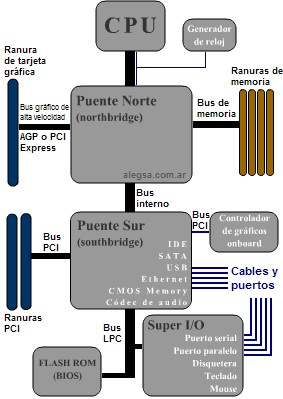 CPU
Generador
de reloj
Ranura
de tarjeta
gráfica
Ranuras de
memoria
Bus gráfico de
alta velocidad
AGP o PCI
Express
Puente Norte
(northbridge)
Bus de
memoria
alegsa.com.ar
Bus
interno
Puente Sur
(southbridge)
Bus
PCI
Controlador
de gráficos
onboard
Bus
PCI
IDE
SATA
USB
Ethernet
CMOS Memory
Códec de audio
Cables y
puertos
Ranuras
PCI
Bus
LPC
Super I/O
Puerto serial
Puerto paralelo
Disquetera
Teclado
Mouse
FLASH ROM
(BIOS)